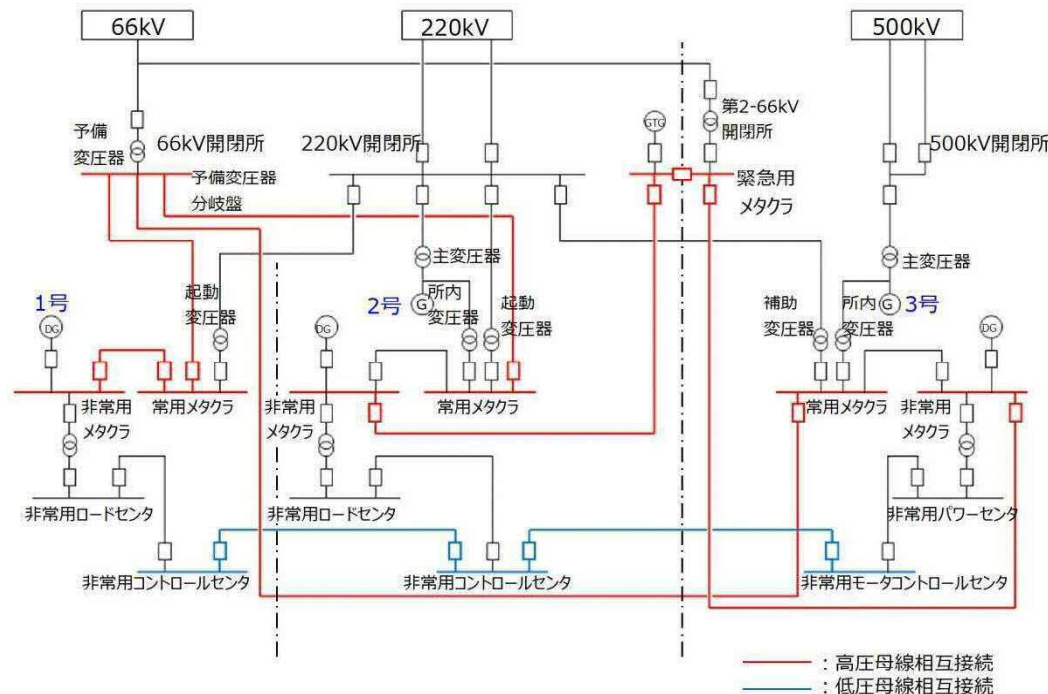 66kV
220kV
500kV
予備
変圧器
66kV開閉所
220kV開閉所
GTG
第2-66kV
開閉所
500kV開閉所
予備変圧器
分岐盤
緊急用
メタクラ
主変圧器
主変圧器
1号
起動
変圧器
2号
G
所内
変圧器
起動
変圧器
補助
変圧器
所内
変圧器
G
3号
DG
DG
DG
非常用
メタクラ
常用メタクラ
非常用
メタクラ
常用メタクラ
常用メタクラ
非常用
メタクラ
非常用ロードセンタ
非常用ロードセンタ
非常用パワーセンタ
非常用コントロールセンタ
非常用コントロールセンタ
非常用モータコントロールセンタ
：高圧母線相互接続
：低圧母線相互接続